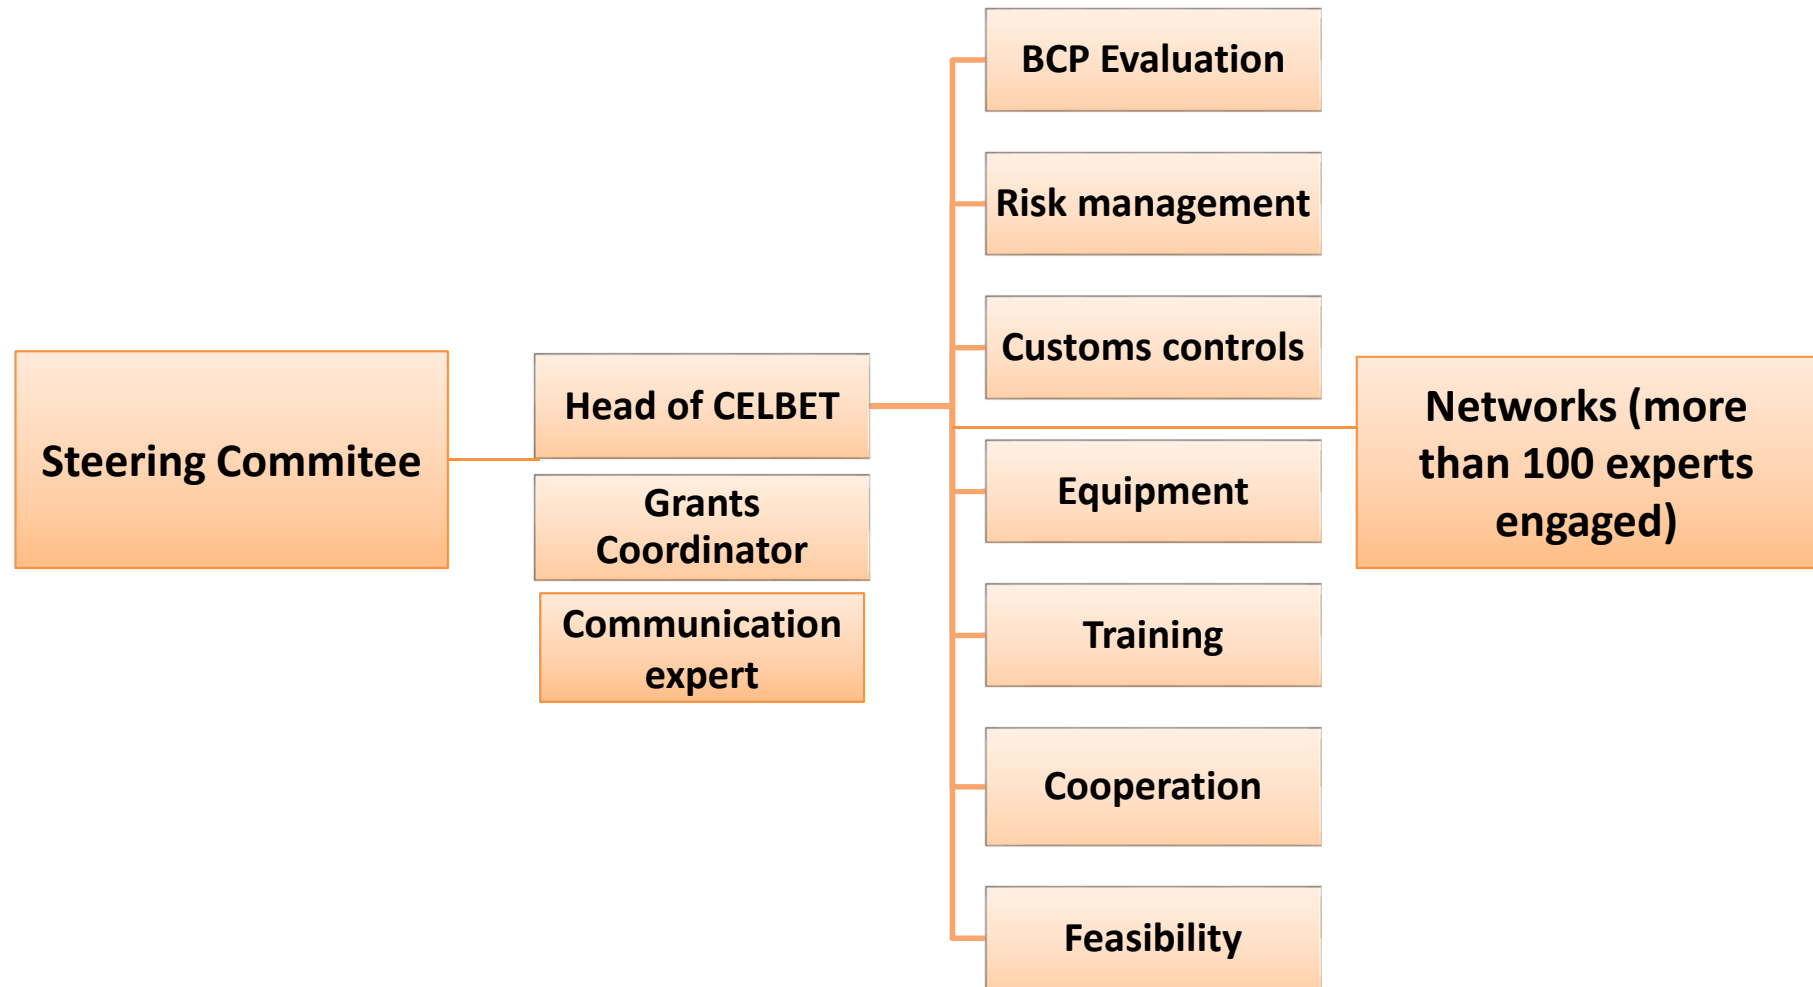 Steering Commitee
Head of CELBET
Grants
Coordinator
Communication
expert
BCP Evaluation
Risk management
Customs controls
Equipment
Training
Cooperation
Feasibility
Networks (more
than 100 experts
engaged)